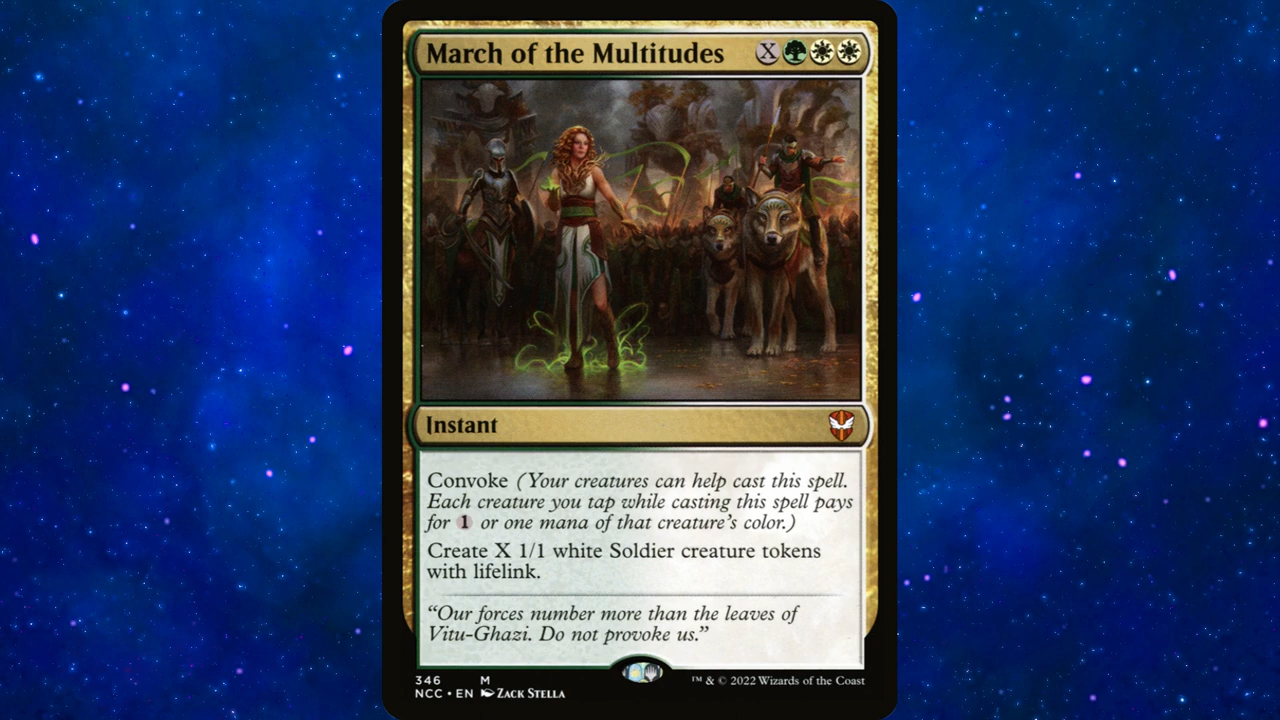 March of the Multitudes X
Instant
Convoke (Your creatures can help cast this spell.
Each creature you tap while casting this spell pays
for 1 or one mana of that creature's color.)
Create X 1/1 white Soldier creature tokens
with lifelink.
“Our forces number more than the leaves of
Vitu-Ghazi. Do not provoke us.”
346 M
NCC • EN Zack Stella
™ & © 2022 Wizards of the Coast